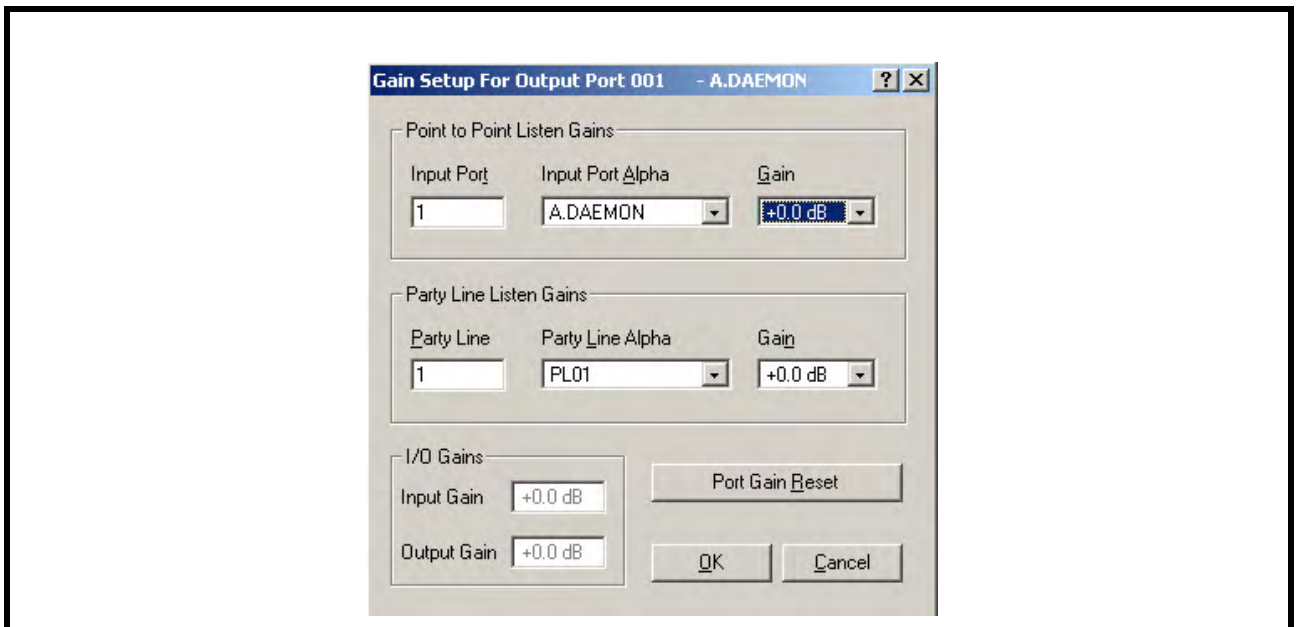 Gain Setup For Output Port 001 - A.DAEMON
Point to Point Listen Gains
Input Port Input Port Alpha Gain
1 A.DAEMON +0.0 dB
Party Line Listen Gains
Party Line Party Line Alpha Gain
1 PL01 +0.0 dB
I/O Gains
Input Gain +0.0 dB
Port Gain Reset
Output Gain +0.0 dB
OK Cancel